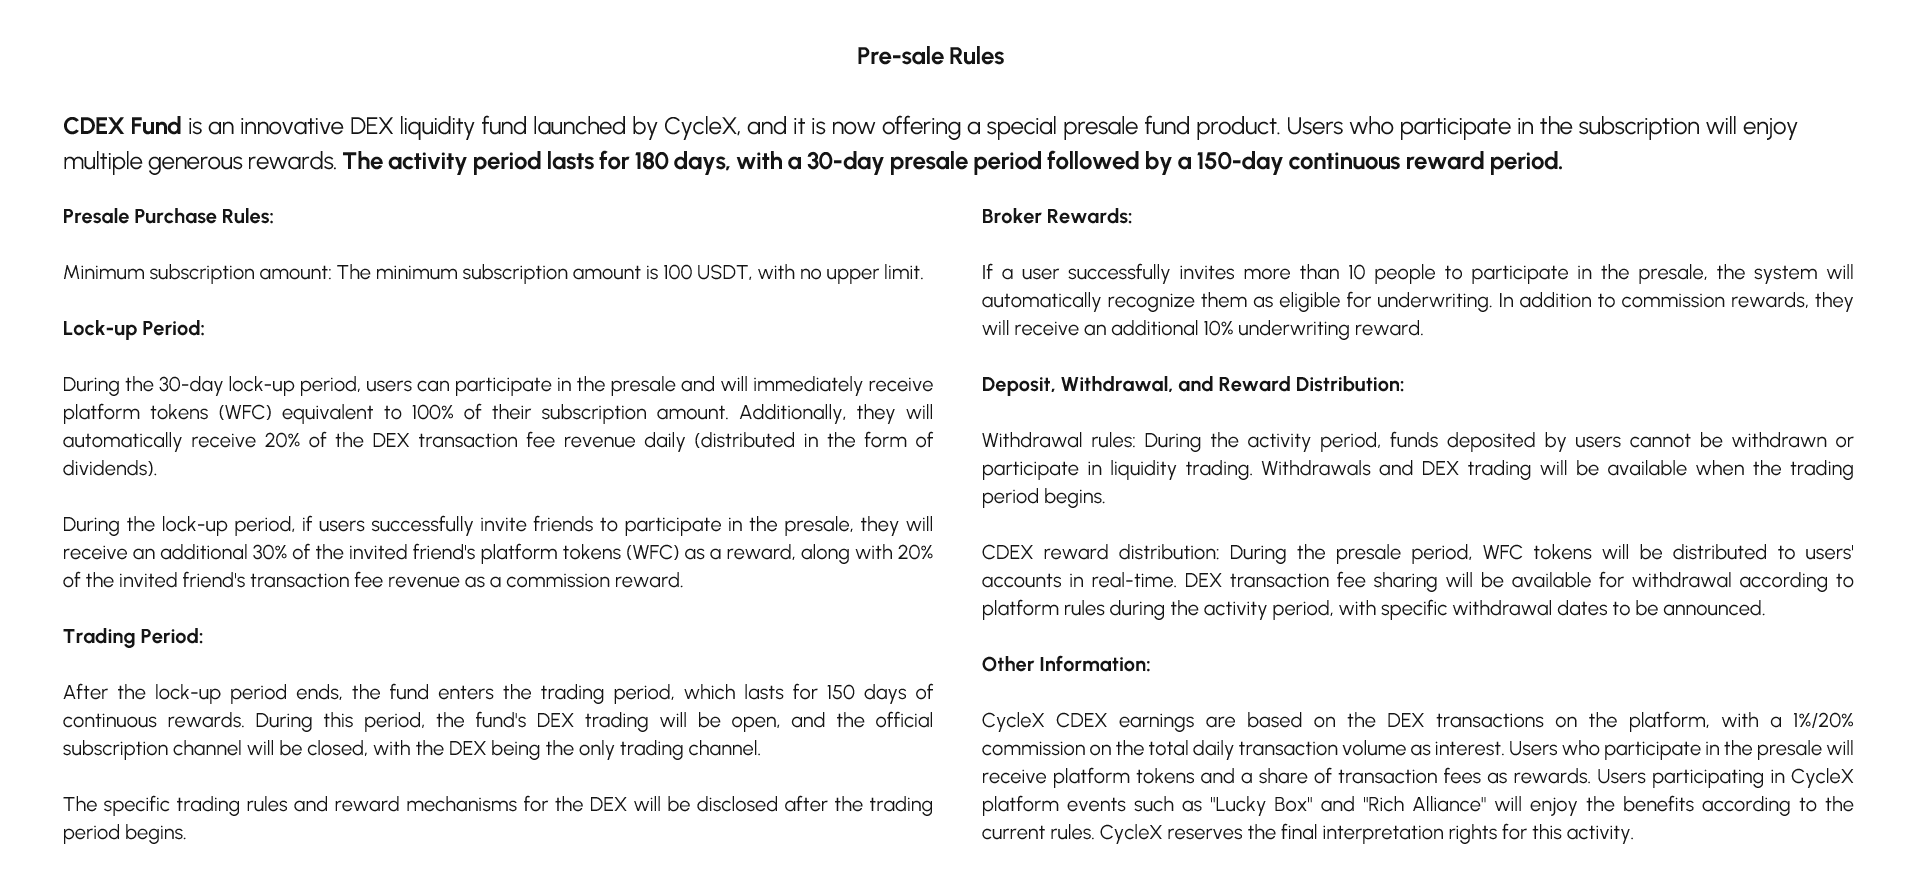 Pre-sale Rules
CDEX Fund is an innovative DEX liquidity fund launched by CycleX, and it is now offering a special presale fund product. Users who participate in the subscription will enjoy
multiple generous rewards. The activity period lasts for 180 days, with a 30-day presale period followed by a 150-day continuous reward period.
Presale Purchase Rules:
Minimum subscription amount: The minimum subscription amount is 100 USDT, with no upper limit.
Lock-up Period:
During the 30-day lock-up period, users can participate in the presale and will immediately receive
platform tokens (WFC) equivalent to 100% of their subscription amount. Additionally, they will
automatically receive 20% of the DEX transaction fee revenue daily (distributed in the form of
dividends).
During the lock-up period, if users successfully invite friends to participate in the presale, they will
receive an additional 30% of the invited friend's platform tokens (WFC) as a reward, along with 20%
of the invited friend's transaction fee revenue as a commission reward.
Trading Period:
After the lock-up period ends, the fund enters the trading period, which lasts for 150 days of
continuous rewards. During this period, the fund's DEX trading will be open, and the official
subscription channel will be closed, with the DEX being the only trading channel.
The specific trading rules and reward mechanisms for the DEX will be disclosed after the trading
period begins.
Broker Rewards:
If a user successfully invites more than 10 people to participate in the presale, the system will
automatically recognize them as eligible for underwriting. In addition to commission rewards, they
will receive an additional 10% underwriting reward.
Deposit, Withdrawal, and Reward Distribution:
Withdrawal rules: During the activity period, funds deposited by users cannot be withdrawn or
participate in liquidity trading. Withdrawals and DEX trading will be available when the trading
period begins.
CDEX reward distribution: During the presale period, WFC tokens will be distributed to users'
accounts in real-time. DEX transaction fee sharing will be available for withdrawal according to
platform rules during the activity period, with specific withdrawal dates to be announced.
Other Information:
CycleX CDEX earnings are based on the DEX transactions on the platform, with a 1%/20%
commission on the total daily transaction volume as interest. Users who participate in the presale will
receive platform tokens and a share of transaction fees as rewards. Users participating in CycleX
platform events such as "Lucky Box" and "Rich Alliance" will enjoy the benefits according to the
current rules. CycleX reserves the final interpretation rights for this activity.